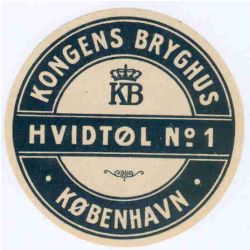 KONGENS BRYGHUS
KB
HVIDTØL No 1
· KØBENHAVN ·